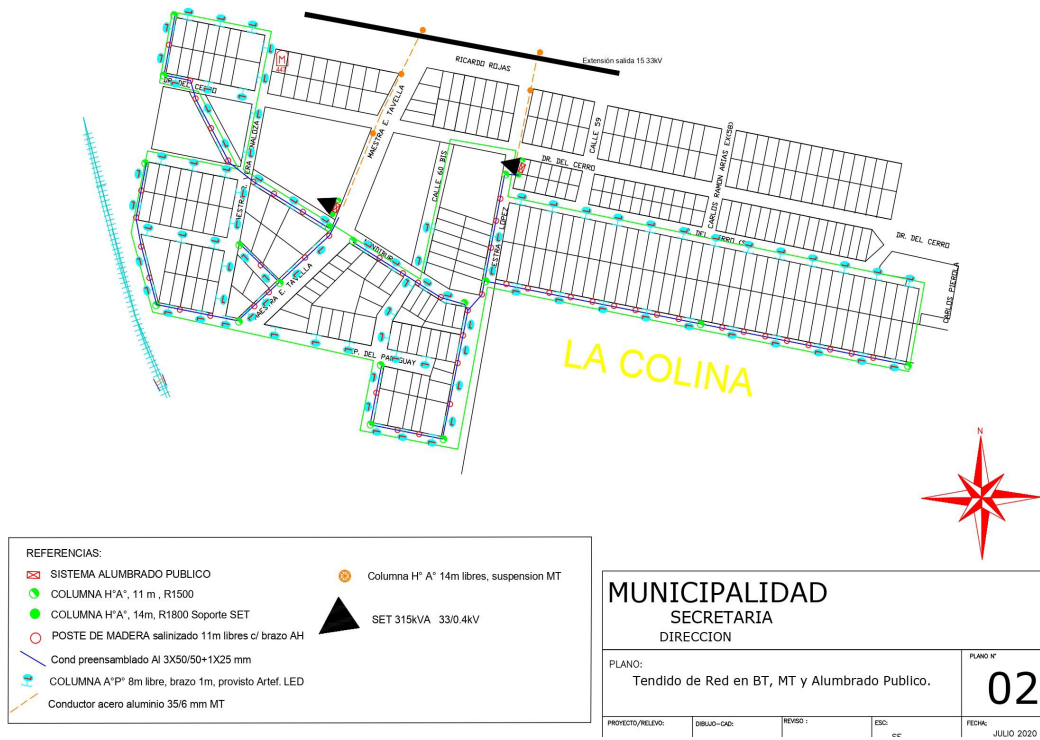 Extensión salida 15 33kV
RICARDO ROJAS
M
DR. DEL CERRO
MAESTRA E. TAVELLA
CALLE 59
CARLOS RAMON ARIAS EX(58)
DR. DEL CERRO
CALLE 60 BIS
DR. DEL CERRO
CARLOS PIEROLA
MAESTRA E. TAVELLA
P. DEL PARAGUAY
LA COLINA
N
REFERENCIAS:
SISTEMA ALUMBRADO PUBLICO
COLUMNA H°A°, 11 m , R1500
COLUMNA H°A°, 14m, R1800 Soporte SET
POSTE DE MADERA salinizado 11m libres c/ brazo AH
Cond preensamblado Al 3X50/50+1X25 mm
COLUMNA A°P° 8m libre, brazo 1m, provisto Artef. LED
Conductor acero aluminio 35/6 mm MT
Columna H° A° 14m libres, suspension MT
SET 315kVA 33/0.4kV
MUNICIPALIDAD
SECRETARIA
DIRECCION
PLANO:
Tendido de Red en BT, MT y Alumbrado Publico.
PLANO N°
02
PROYECTO/RELEVO:
DIBUJO-CAD:
REVISO :
ESC:
FECHA:
JULIO 2020